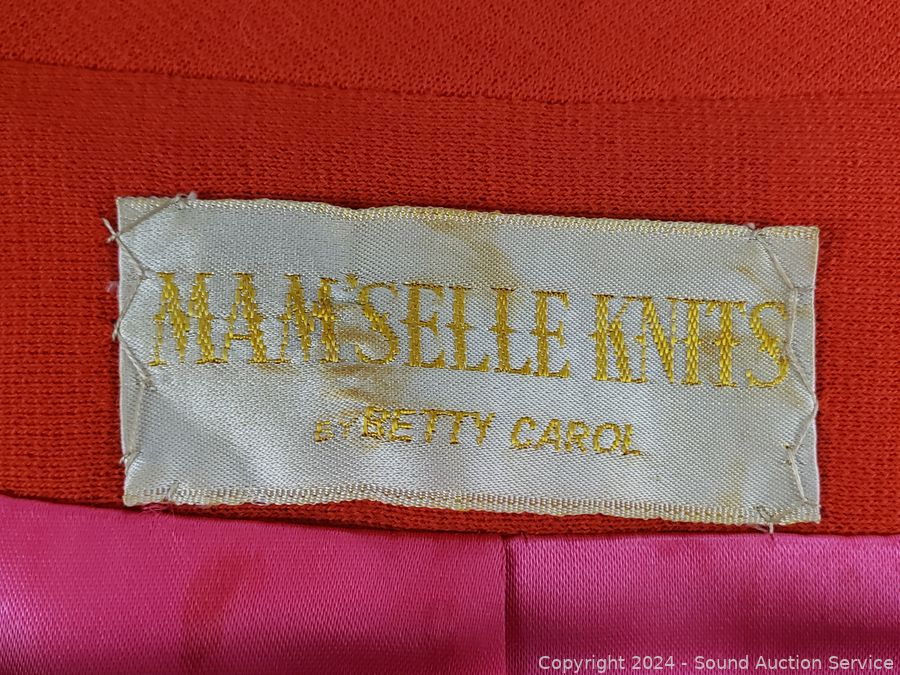 MAM'SELLE KNITS
BY BETTY CAROL
Copyright 2024 - Sound Auction Service